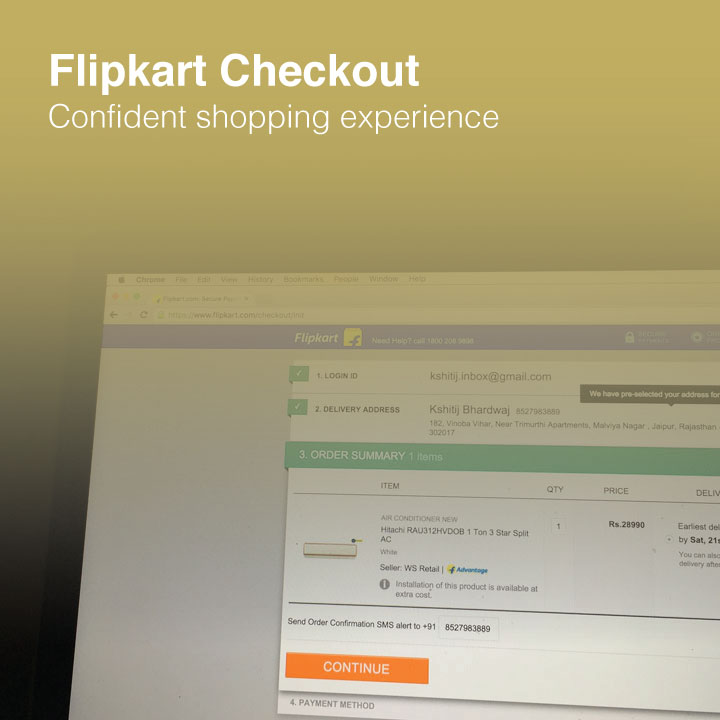 Flipkart Checkout
Confident shopping experience
Chrome File Edit View History Bookmarks People Window Help
Flipkart.com: Secure Paym
https://www.flipkart.com/checkout/init
Flipkart Need Help? call 1800 208 9898 SECURE PAYMENTS
1. LOGIN ID kshitij.inbox@gmail.com
We have pre-selected your address for
2. DELIVERY ADDRESS Kshitij Bhardwaj 8527983889
182, Vinoba Vihar, Near Trimurthi Apartments, Malviya Nagar , Jaipur, Rajasthan -
302017
3. ORDER SUMMARY 1 Items
ITEM QTY PRICE DELIV
AIR CONDITIONER NEW
Hitachi RAU312HVDOB 1 Ton 3 Star Split 1 Rs.28990 Earliest del
AC by Sat, 21s
White You can also
delivery afte
Seller: WS Retail | Advantage
Installation of this product is available at
extra cost.
Send Order Confirmation SMS alert to +91 8527983889
CONTINUE
4. PAYMENT METHOD